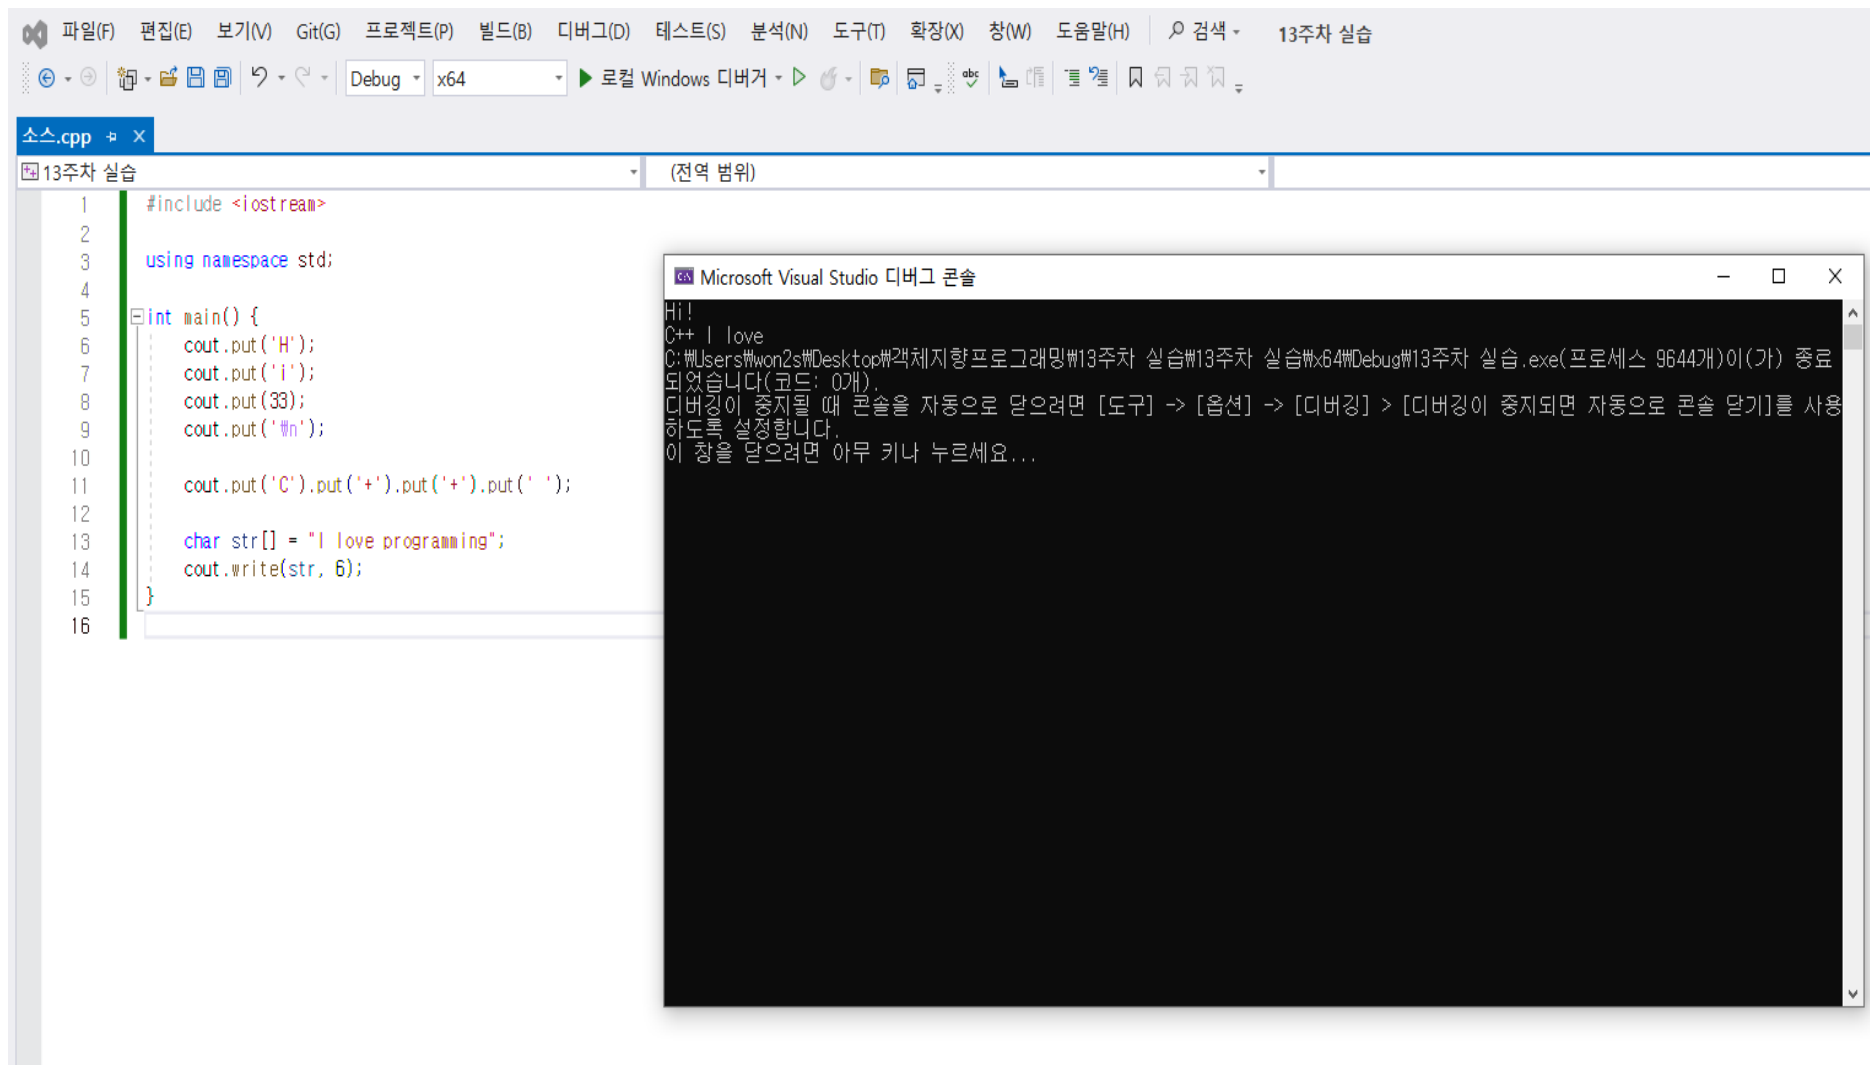 파일(F) 편집(E) 보기(V) Git(G) 프로젝트(P) 빌드(B) 디버그(D) 테스트(S) 분석(N) 도구(T) 확장(X) 창(W) 도움말(H) 검색 13주차 실습
Debug x64 로컬 Windows 디버거
소스.cpp
13주차 실습 (전역 범위)
1 #include <iostream>
2
3 using namespace std;
4
5 int main() {
6 cout.put('H');
7 cout.put('i');
8 cout.put(33);
9 cout.put('₩n');
10
11 cout.put('C').put('+').put('+').put(' ');
12
13 char str[] = "I love programming";
14 cout.write(str, 6);
15 }
16
Microsoft Visual Studio 디버그 콘솔
Hi!
C++ I love
C:₩Users₩won2s₩Desktop₩객체지향프로그래밍₩13주차 실습₩13주차 실습₩x64₩Debug₩13주차 실습.exe(프로세스 9644개)이(가) 종료
되었습니다(코드: 0개).
디버깅이 중지될 때 콘솔을 자동으로 닫으려면 [도구] -> [옵션] -> [디버깅] > [디버깅이 중지되면 자동으로 콘솔 닫기]를 사용
하도록 설정합니다.
이 창을 닫으려면 아무 키나 누르세요...